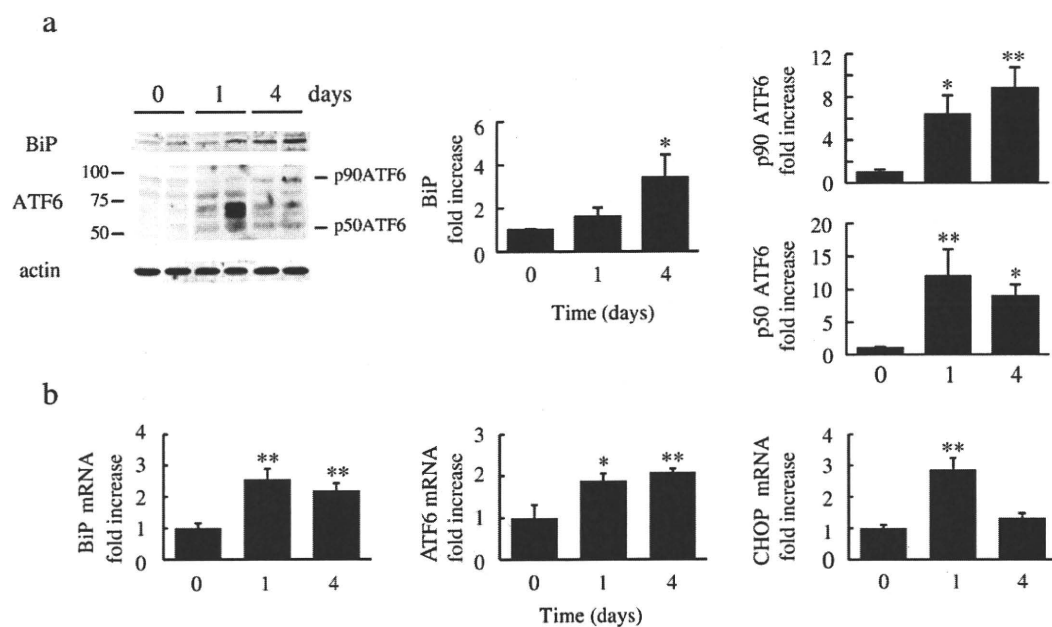 a
0 1 4 days
BiP
100
75
50
ATF6
p90ATF6
p50ATF6
actin
BiP
fold increase
6
4
2
0
*
0 1 4
Time (days)
p90 ATF6
fold increase
12
8
4
0
*
**
p50 ATF6
fold increase
20
15
10
5
0
**
*
0 1 4
b
BiP mRNA
fold increase
4
3
2
1
0
**
**
0 1 4
ATF6 mRNA
fold increase
3
2
1
0
*
**
0 1 4
Time (days)
CHOP mRNA
fold increase
4
3
2
1
0
**
0 1 4